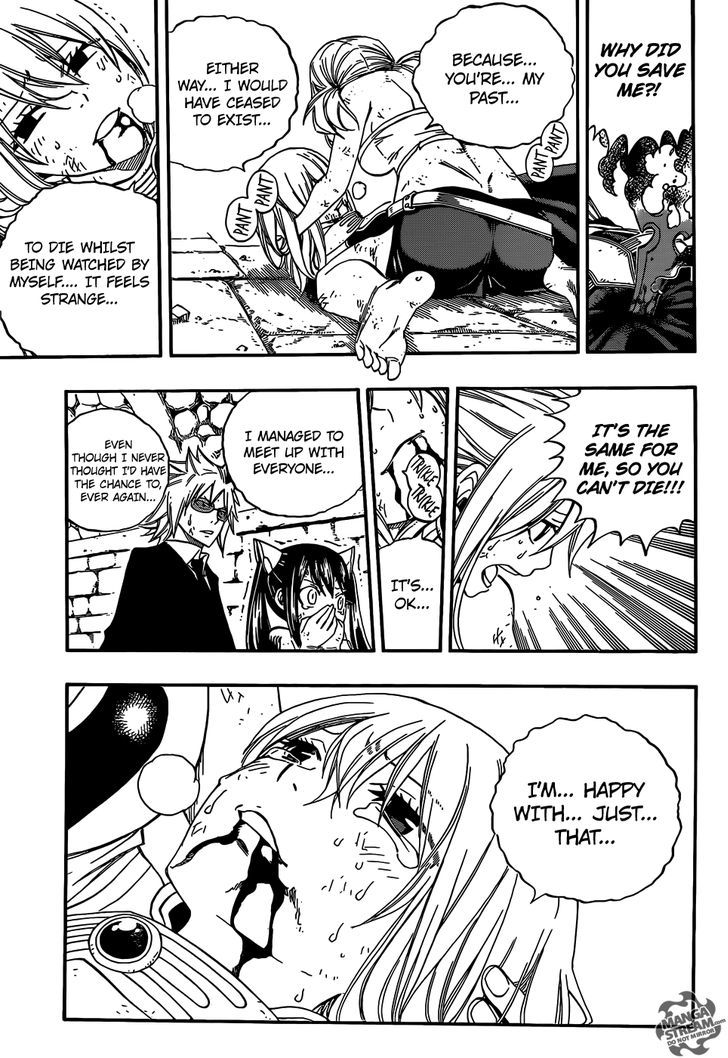 WHY DID
YOU SAVE
ME?!
BECAUSE...
YOU'RE... MY
PAST...
PANT PANT
EITHER
WAY... I WOULD
HAVE CEASED
TO EXIST...
PANT PANT
TO DIE WHILST
BEING WATCHED BY
MYSELF.... IT FEELS
STRANGE...
IT'S THE
SAME FOR
ME, SO YOU
CAN'T DIE!!!
TRICKLE
TRICKLE
IT'S...
OK...
I MANAGED TO
MEET UP WITH
EVERYONE...
EVEN
THOUGH I NEVER
THOUGHT I'D HAVE
THE CHANCE TO,
EVER AGAIN...
I'M... HAPPY
WITH... JUST...
THAT...
MANGA
STREAM.com
DO NOT MIRROR